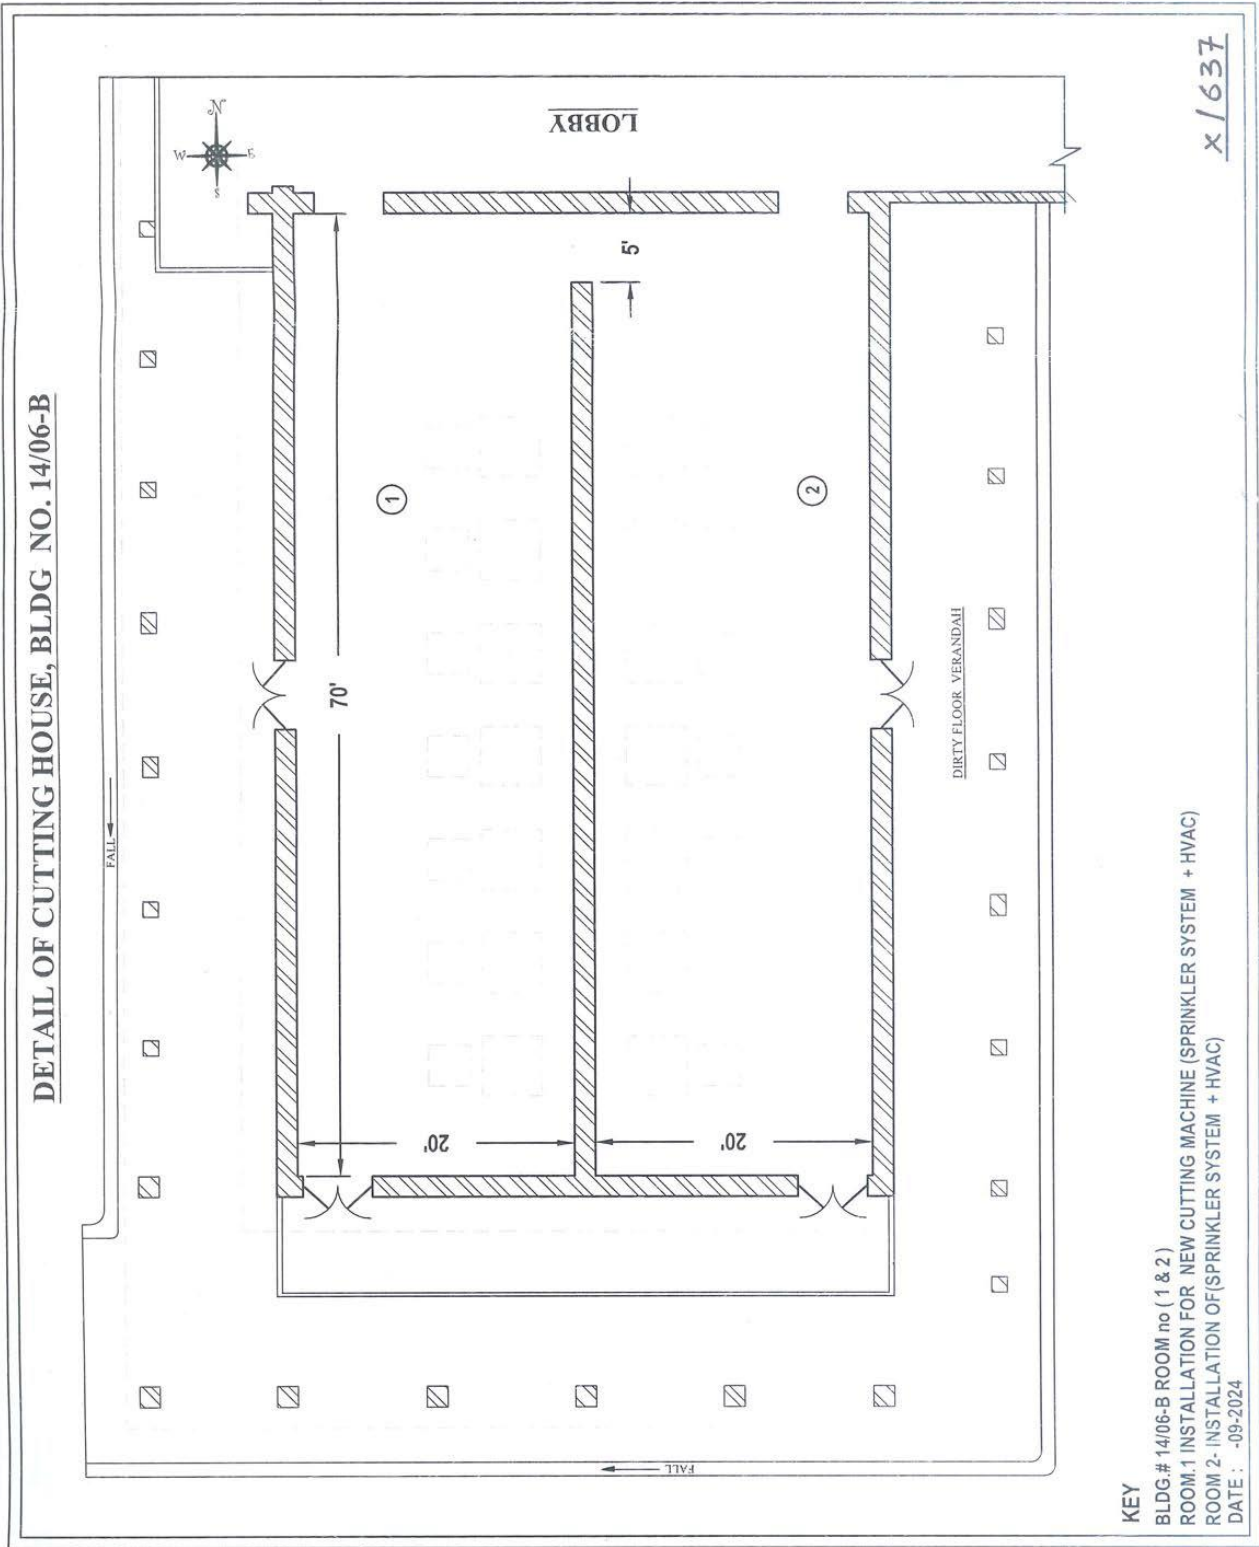 DETAIL OF CUTTING HOUSE, BLDG NO. 14/06-B
FALL
N
W
E
S
LOBBY
70'
5'
1
2
20'
20'
DIRTY FLOOR VERANDAH
FALL
KEY
BLDG.# 14/06-B ROOM no ( 1 & 2 )
ROOM.1 INSTALLATION FOR NEW CUTTING MACHINE (SPRINKLER SYSTEM + HVAC)
ROOM 2- INSTALLATION OF(SPRINKLER SYSTEM + HVAC)
DATE : -09-2024
x/637